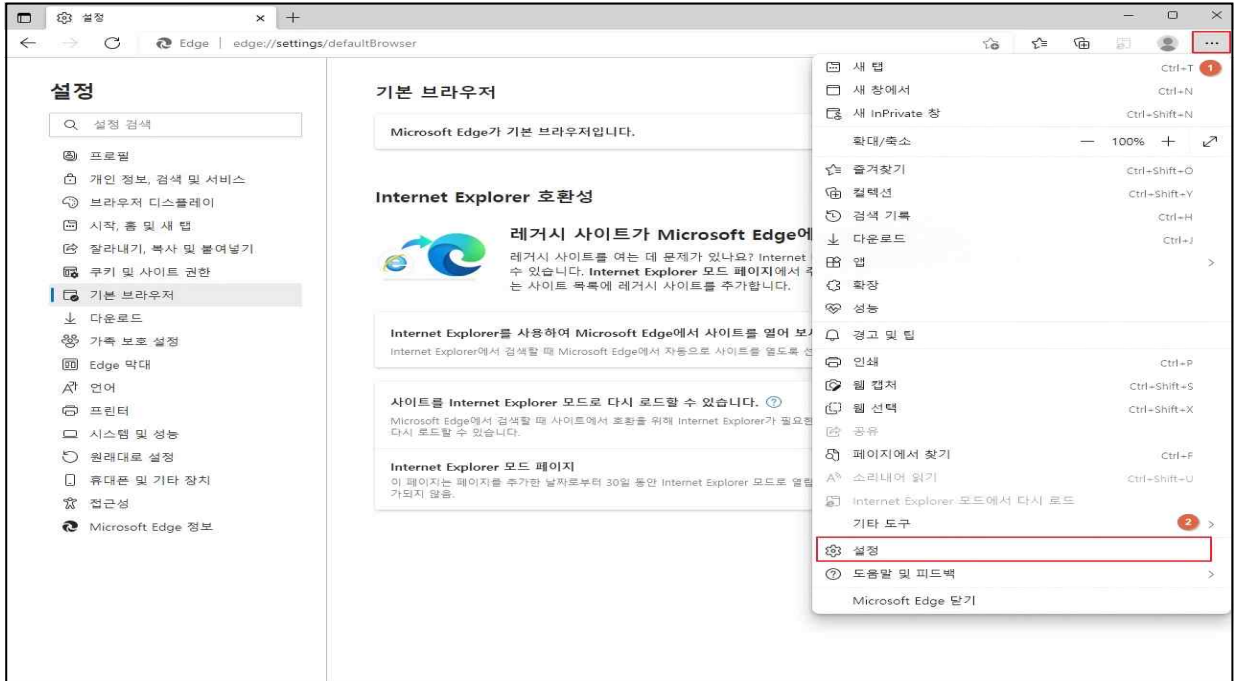 설정
Edge | edge://settings/defaultBrowser
설정
설정 검색
프로필
개인 정보, 검색 및 서비스
브라우저 디스플레이
시작, 홈 및 새 탭
잘라내기, 복사 및 붙여넣기
쿠키 및 사이트 권한
기본 브라우저
다운로드
가족 보호 설정
Edge 막대
언어
프린터
시스템 및 성능
원래대로 설정
휴대폰 및 기타 장치
접근성
Microsoft Edge 정보
기본 브라우저
Microsoft Edge가 기본 브라우저입니다.
Internet Explorer 호환성
레거시 사이트가 Microsoft Edge에
레거시 사이트를 여는 데 문제가 있나요? Internet
수 있습니다. Internet Explorer 모드 페이지에서
는 사이트 목록에 레거시 사이트를 추가합니다.
Internet Explorer를 사용하여 Microsoft Edge에서 사이트를 열어 보
Internet Explorer에서 검색할 때 Microsoft Edge에서 자동으로 사이트를 열도록
사이트를 Internet Explorer 모드로 다시 로드할 수 있습니다.
Microsoft Edge에서 검색할 때 사이트에서 호환을 위해 Internet Explorer가 필요한
다시 로드할 수 있습니다.
Internet Explorer 모드 페이지
이 페이지는 페이지를 추가한 날짜로부터 30일 동안 Internet Explorer 모드로 열립
가되지 않음.
새 탭 Ctrl+T 1
새 창에서 Ctrl+N
새 InPrivate 창 Ctrl+Shift+N
확대/축소 — 100% +
즐겨찾기 Ctrl+Shift+O
컬렉션 Ctrl+Shift+Y
검색 기록 Ctrl+H
다운로드 Ctrl+J
앱
확장
성능
경고 및 팁
인쇄 Ctrl+P
웹 캡처 Ctrl+Shift+S
웹 선택 Ctrl+Shift+X
공유
페이지에서 찾기 Ctrl+F
소리내어 읽기 Ctrl+Shift+U
Internet Explorer 모드에서 다시 로드
기타 도구 2
설정
도움말 및 피드백
Microsoft Edge 닫기